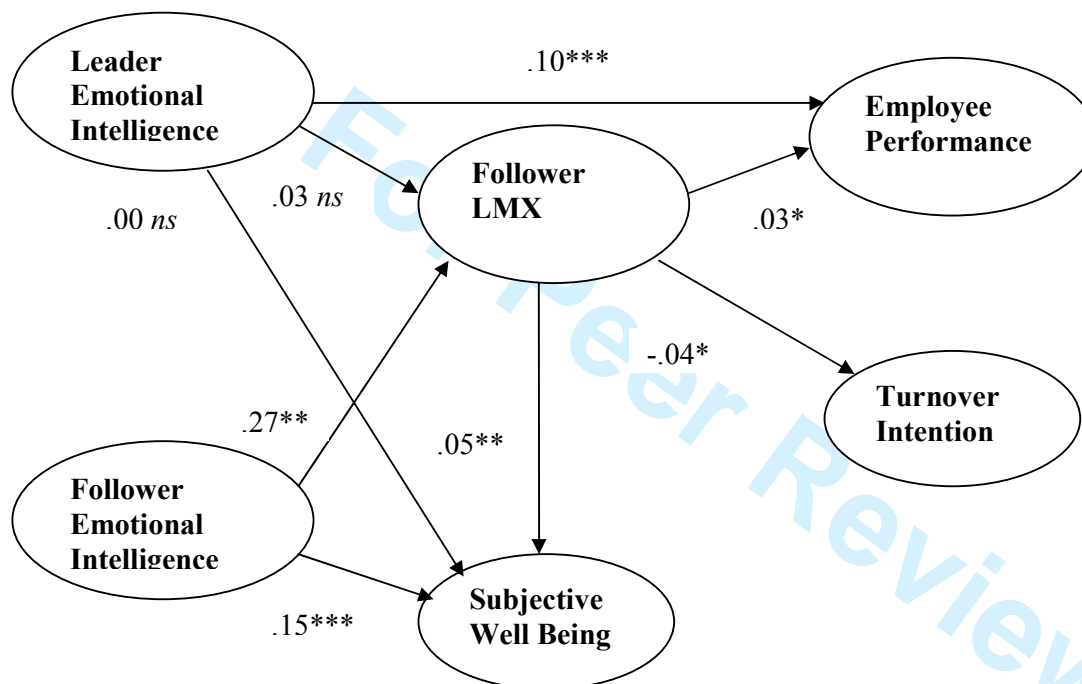 Leader
Emotional
Intelligence
.10***
Employee
Performance
Follower
LMX
.03 ns
.00 ns
.03*
-.04*
Turnover
Intention
.27**
.05**
Follower
Emotional
Intelligence
.15***
Subjective
Well Being
For Peer Review